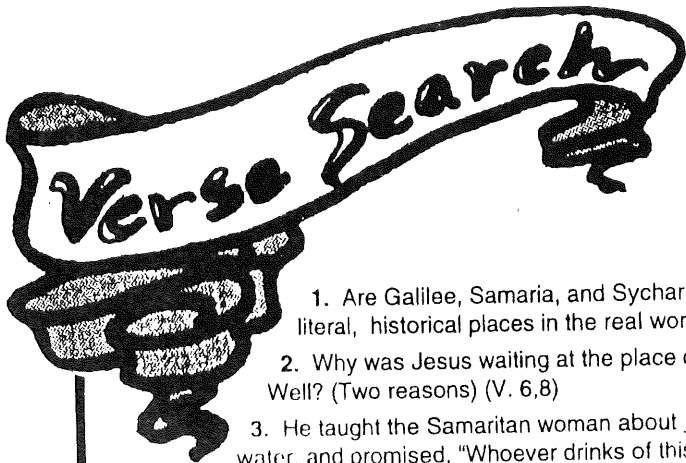 Verse Search
1. Are Galilee, Samaria, and Sychar
literal, historical places in the real
2. Why was Jesus waiting at the place
Well? (Two reasons) (V. 6,8)
3. He taught the Samaritan woman about
water, and promised, "Whoever drinks of this